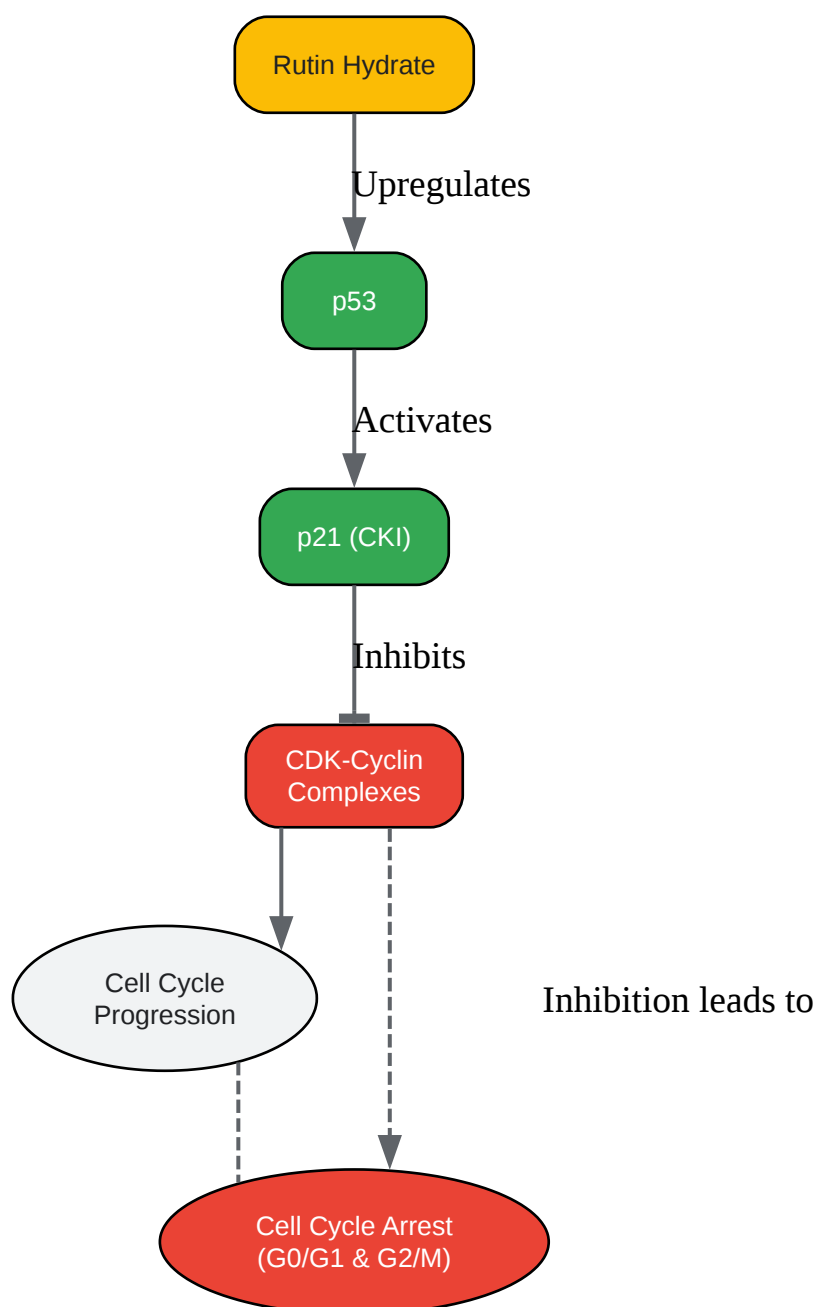 Rutin Hydrate
Upregulates
p53
Activates
p21 (CKI)
Inhibits
CDK-Cyclin
Complexes
Cell Cycle
Progression
Inhibition leads to
Cell Cycle Arrest
(G0/G1 & G2/M)